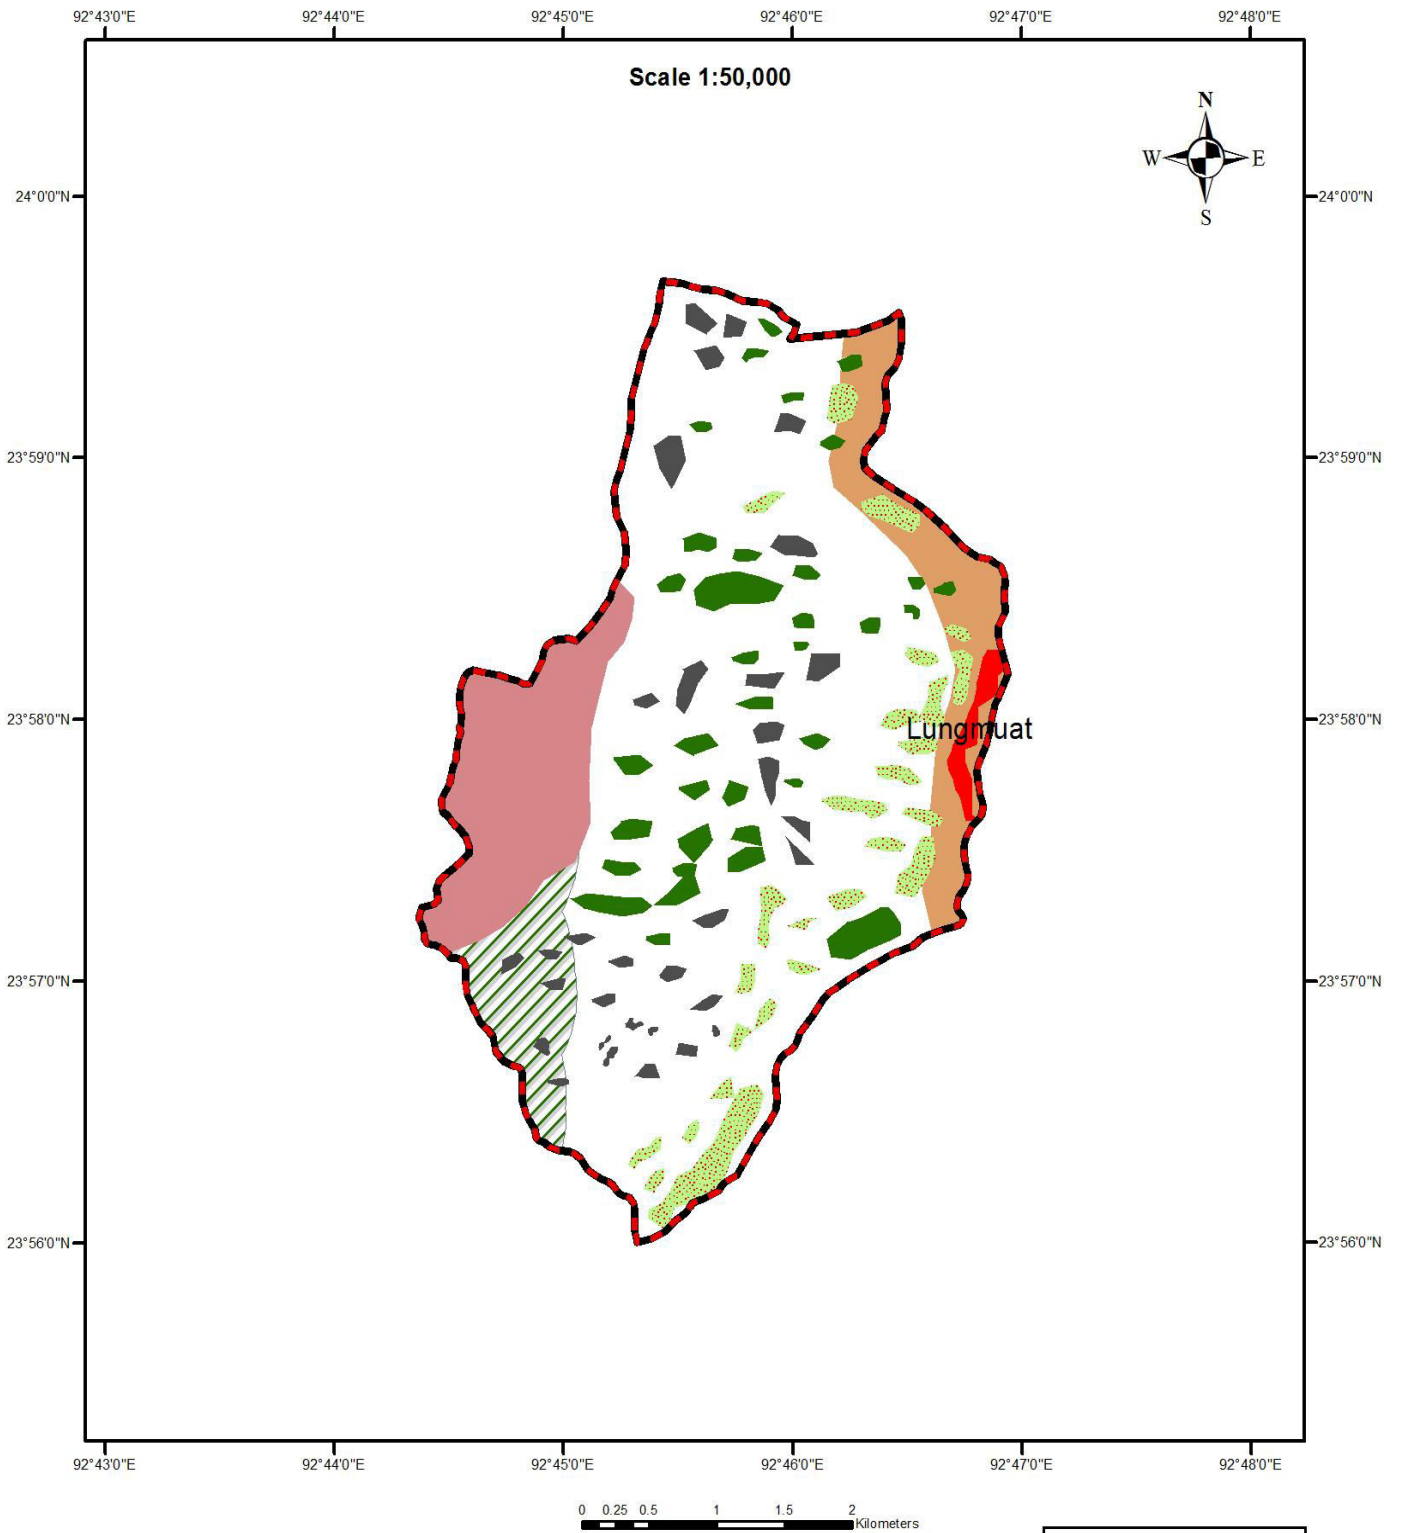 92°43'0"E 92°44'0"E 92°45'0"E 92°46'0"E 92°47'0"E 92°48'0"E
Scale 1:50,000
N
W E
S
24°0'0"N 24°0'0"N
23°59'0"N 23°59'0"N
23°58'0"N 23°58'0"N
Lungmuat
23°57'0"N 23°57'0"N
23°56'0"N 23°56'0"N
92°43'0"E 92°44'0"E 92°45'0"E 92°46'0"E 92°47'0"E 92°48'0"E
0 0.25 0.5 1 1.5 2
Kilometers